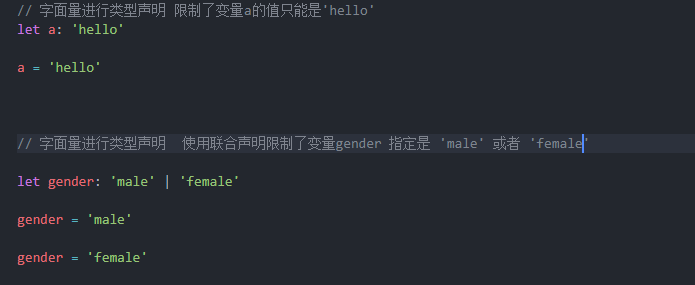 // 字面量进行类型声明 限制了变量a的值只能是'hello'
let a: 'hello'
a = 'hello'
// 字面量进行类型声明  使用联合声明限制了变量gender 指定是 'male' 或者 'female'
let gender: 'male' | 'female'
gender = 'male'
gender = 'female'